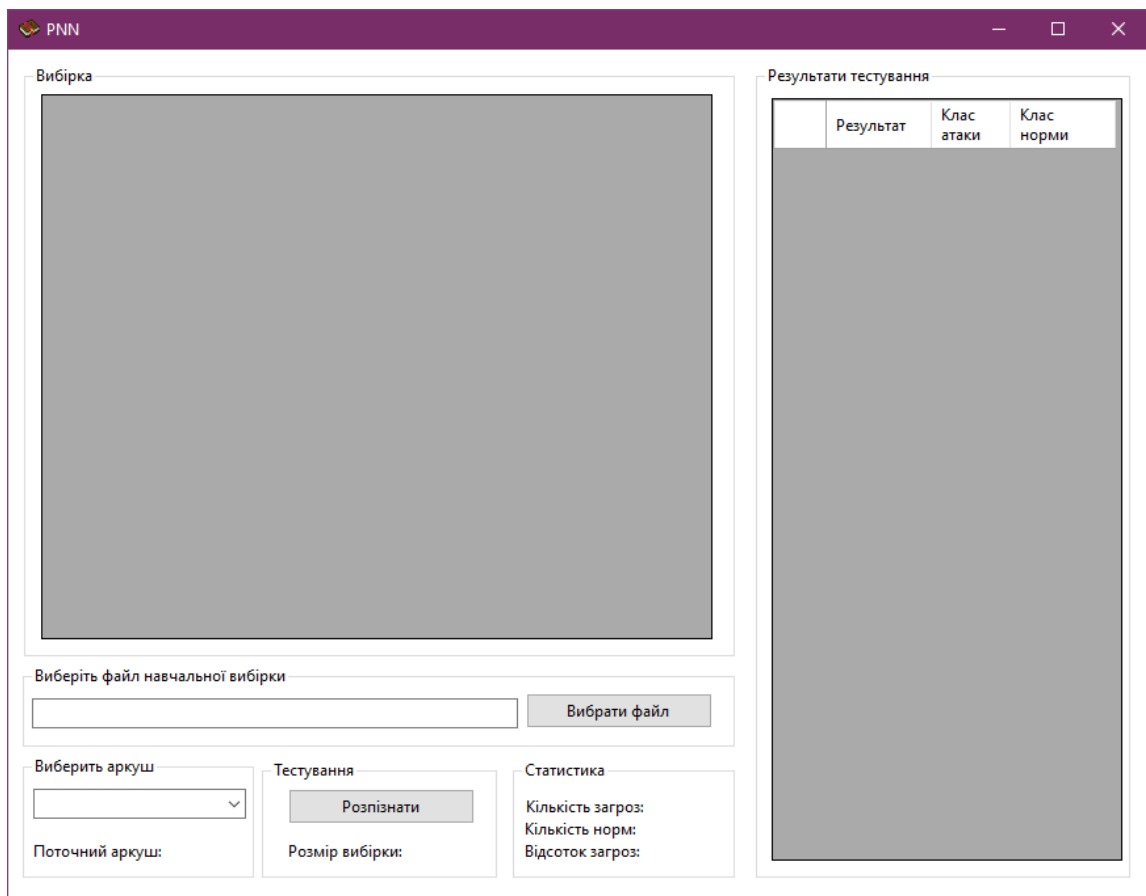 PNN
Вибірка
Результати тестування
Результат
Клас
атаки
Клас
норми
Виберіть файл навчальної вибірки
Вибрати файл
Виберить аркуш
Поточний аркуш:
Тестування
Розпізнати
Розмір вибірки:
Статистика
Кількість загроз:
Кількість норм:
Відсоток загроз: